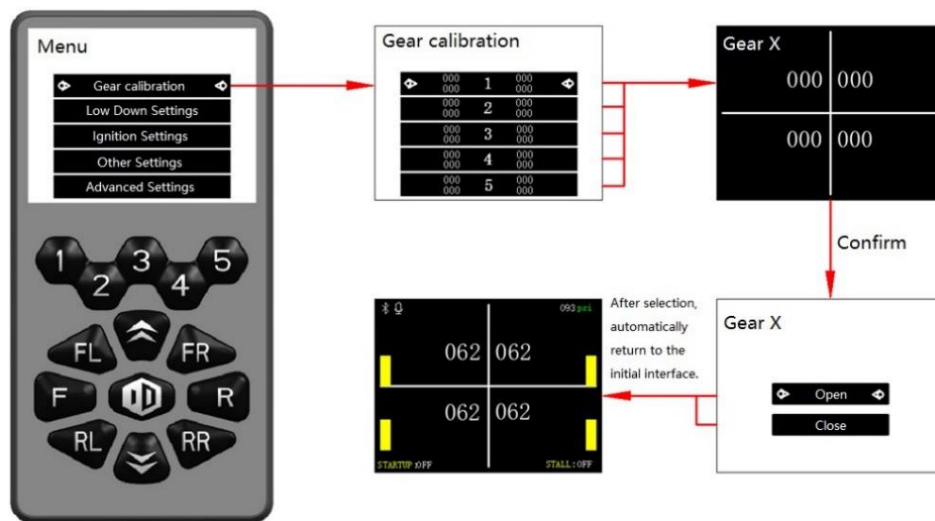 Menu
Gear calibration
Low Down Settings
Ignition Settings
Other Settings
Advanced Settings
1
2
3
4
5
FL
FR
F
R
RL
RR
Gear calibration
000 1 000
000 000
000 2 000
000 000
000 3 000
000 000
000 4 000
000 000
000 5 000
000 000
Gear X
000 000
000 000
Confirm
Gear X
Open
Close
After selection,
automatically
return to the
initial interface.
093 psi
062 062
062 062
STARTUP:OFF
STALL:OFF